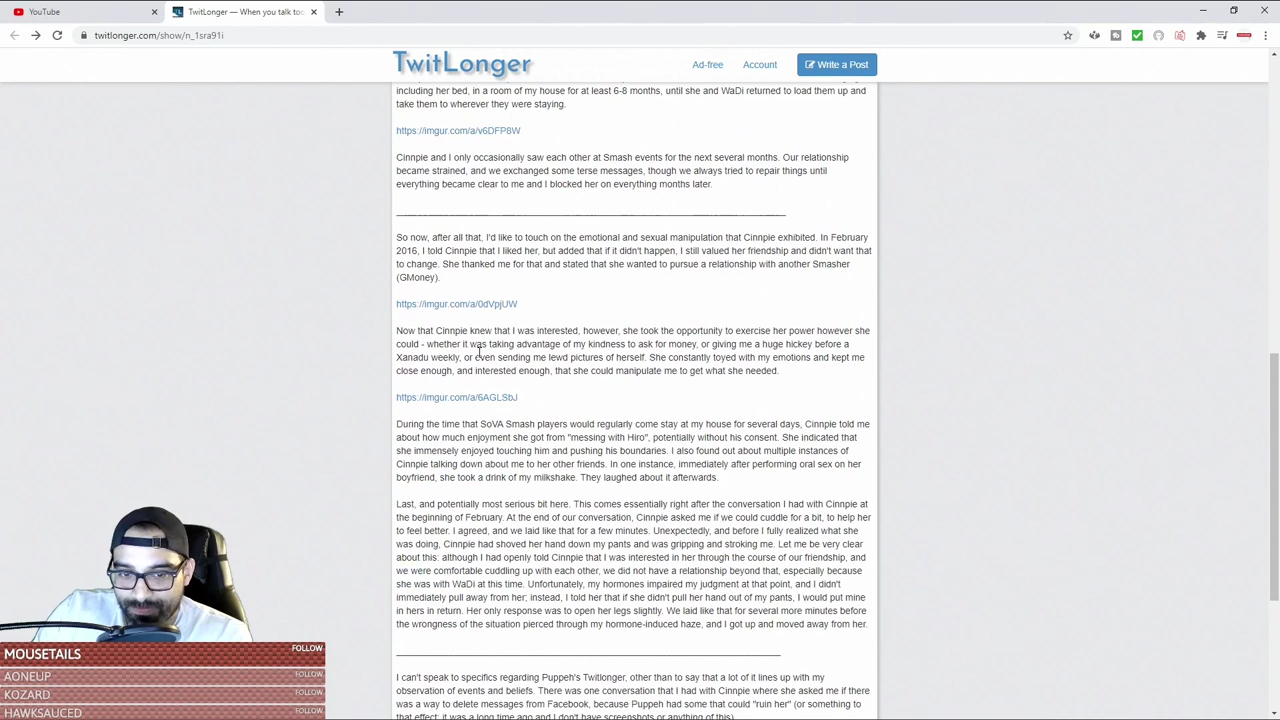 YouTube
TwitLonger — When you talk too
twitlonger.com/show/n_1sra91i
TwitLonger
Ad-free
Account
Write a Post
including her bed, in a room of my house for at least 6-8 months, until she and WaDi returned to load them up and
take them to wherever they were staying.
https://imgur.com/a/v6DFP8W
Cinnpie and I only occasionally saw each other at Smash events for the next several months. Our relationship
became strained, and we exchanged some terse messages, though we always tried to repair things until
everything became clear to me and I blocked her on everything months later.
So now, after all that, I'd like to touch on the emotional and sexual manipulation that Cinnpie exhibited. In February
2016, I told Cinnpie that I liked her, but added that if it didn't happen, I still valued her friendship and didn't want that
to change. She thanked me for that and stated that she wanted to pursue a relationship with another Smasher
(GMoney).
https://imgur.com/a/0dVpjUW
Now that Cinnpie knew that I was interested, however, she took the opportunity to exercise her power however she
could - whether it was taking advantage of my kindness to ask for money, or giving me a huge hickey before a
Xanadu weekly, or even sending me lewd pictures of herself. She constantly toyed with my emotions and kept me
close enough, and interested enough, that she could manipulate me to get what she needed.
https://imgur.com/a/6AGLSbJ
During the time that SoVA Smash players would regularly come stay at my house for several days, Cinnpie told me
about how much enjoyment she got from "messing with Hiro", potentially without his consent. She indicated that
she immensely enjoyed touching him and pushing his boundaries. I also found out about multiple instances of
Cinnpie talking down about me to her other friends. In one instance, immediately after performing oral sex on her
boyfriend, she took a drink of my milkshake. They laughed about it afterwards.
Last, and potentially most serious bit here. This comes essentially right after the conversation I had with Cinnpie at
the beginning of February. At the end of our conversation, Cinnpie asked me if we could cuddle for a bit, to help her
to feel better. I agreed, and we laid like that for a few minutes. Unexpectedly, and before I fully realized what she
was doing, Cinnpie had shoved her hand down my pants and was gripping and stroking me. Let me be very clear
about this: although I had openly told Cinnpie that I was interested in her through the course of our friendship, and
we were comfortable cuddling up with each other, we did not have a relationship beyond that, especially because
she was with WaDi at this time. Unfortunately, my hormones impaired my judgment at that point, and I didn't
immediately pull away from her; instead, I told her that if she didn't pull her hand out of my pants, I would put mine
in hers in return. Her only response was to open her legs slightly. We laid like that for several more minutes before
the wrongness of the situation pierced through my hormone-induced haze, and I got up and moved away from her.
I can't speak to specifics regarding Puppeh's Twitlonger, other than to say that a lot of it lines up with my
observation of events and beliefs. There was one conversation that I had with Cinnpie where she asked me if there
was a way to delete messages from Facebook, because Puppeh had some that could "ruin her" (or something to
that effect; it was a long time ago and I don't have screenshots or anything of this).
MOUSETAILS FOLLOW
AONEUP FOLLOW
KOZARD FOLLOW
HAWKSAUCED FOLLOW